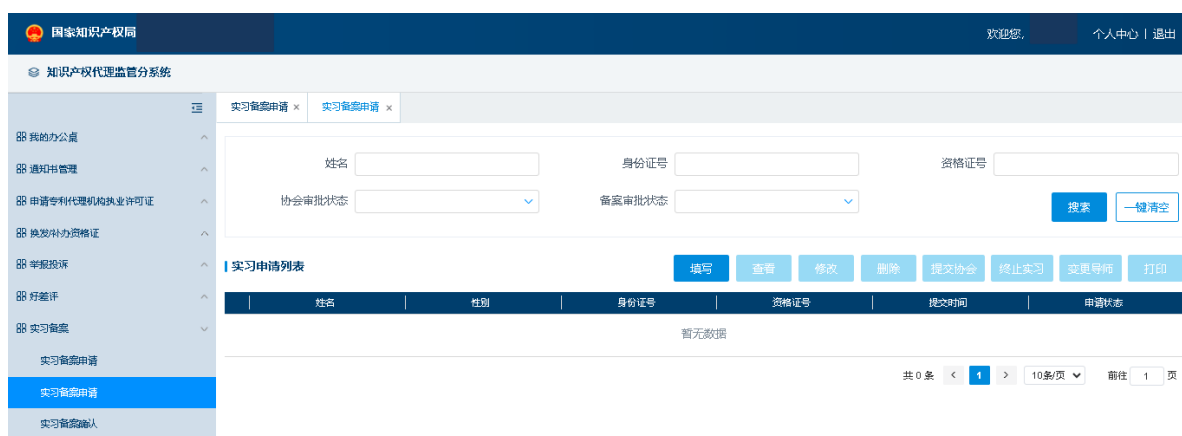 国家知识产权局
欢迎您, 个人中心 | 退出
知识产权代理监管分系统
实习备案申请 × 实习备案申请 ×
我的办公桌
通知书管理
申请专利代理机构执业许可证
换发/补办资格证
举报投诉
好差评
实习备案
实习备案申请
实习备案申请
实习备案确认
姓名 身份证号 资格证号
协会审批状态 备案审批状态 搜索 一键清空
实习申请列表 填写 查看 修改 删除 提交协会 终止实习 变更导师 打印
姓名 性别 身份证号 资格证号 提交时间 申请状态
暂无数据
共 0 条 < 1 > 10条/页 前往 1 页